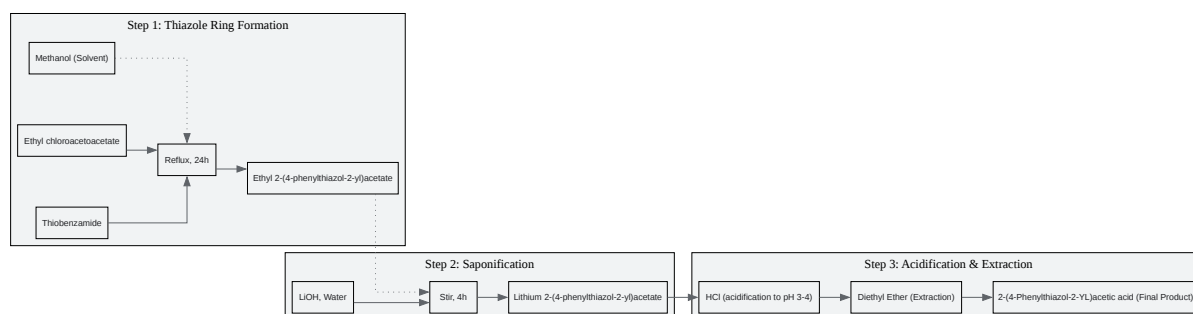 Step 1: Thiazole Ring Formation
Methanol (Solvent)
Ethyl chloroacetoacetate
Reflux, 24h
Ethyl 2-(4-phenylthiazol-2-yl)acetate
Thiobenzamide
Step 2: Saponification
LiOH, Water
Stir, 4h
Lithium 2-(4-phenylthiazol-2-yl)acetate
Step 3: Acidification & Extraction
HCl (acidification to pH 3-4)
Diethyl Ether (Extraction)
2-(4-Phenylthiazol-2-YL)acetic acid (Final Product)